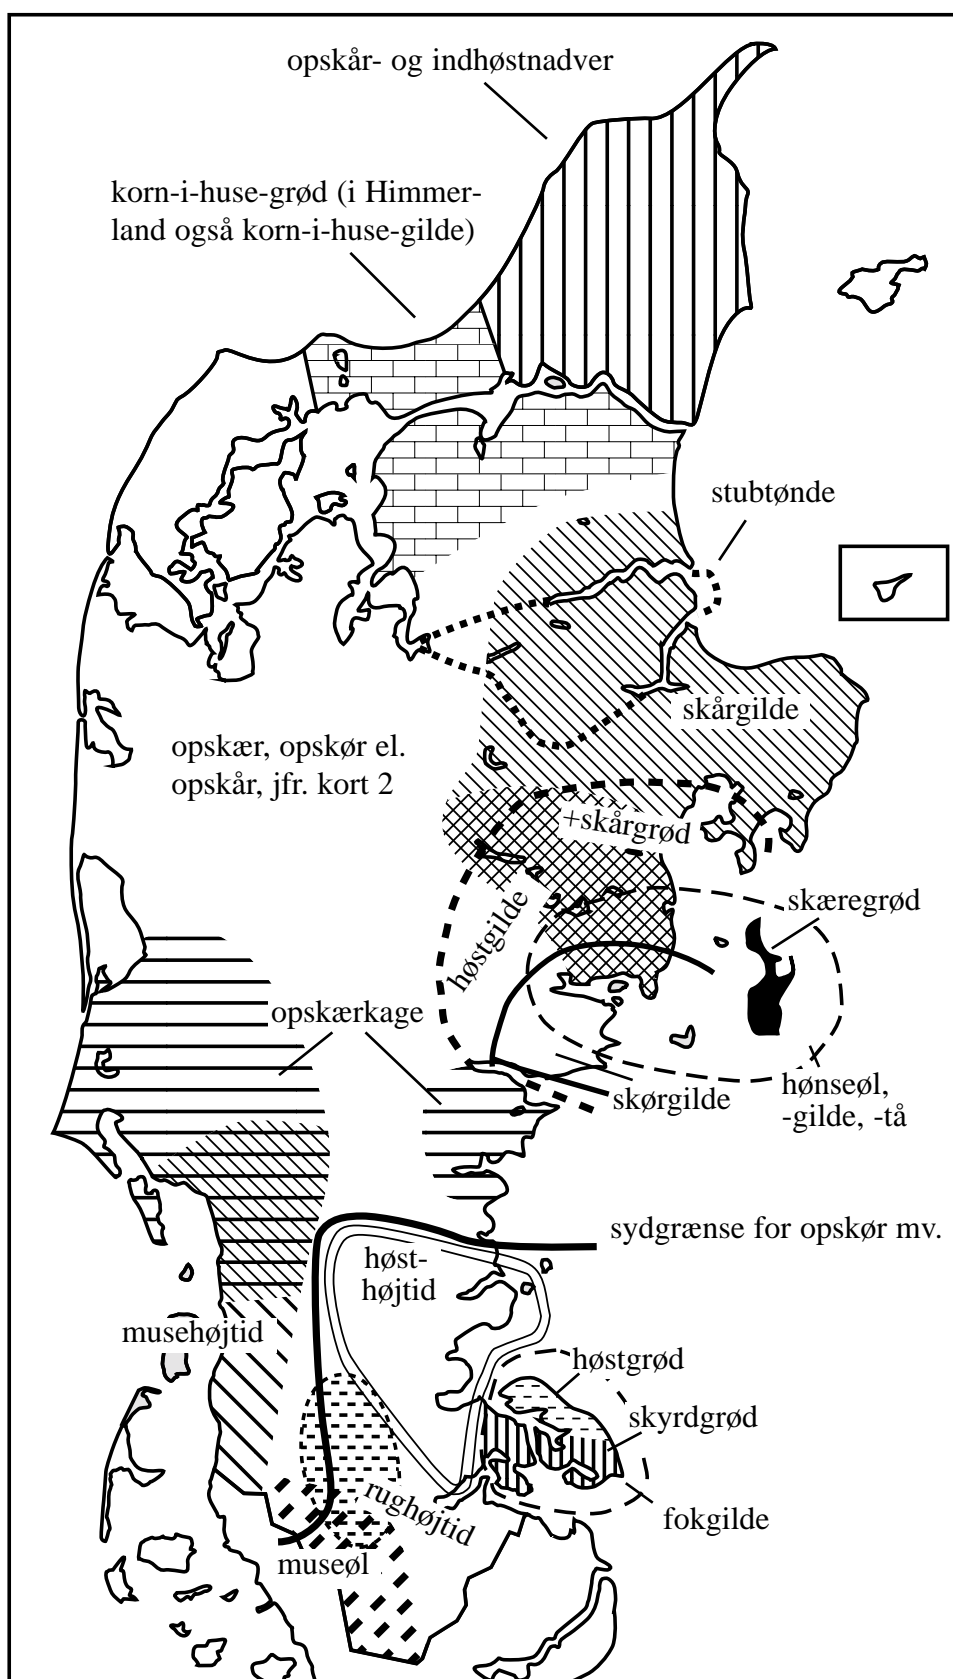 opskår- og indhøstnadver
korn-i-huse-grød (i Himmer-
land også korn-i-huse-gilde)
stubtønde
skårgilde
opskær, opskør el.
opskår, jfr. kort 2
+skårgrød
skæregrød
høstgilde
opskærkage
skørgilde
hønseøl,
-gilde, -tå
sydgrænse for opskør mv.
høst-
højtid
musehøjtid
høstgrød
skyrdgrød
rughøjtid
fokgilde
museøl